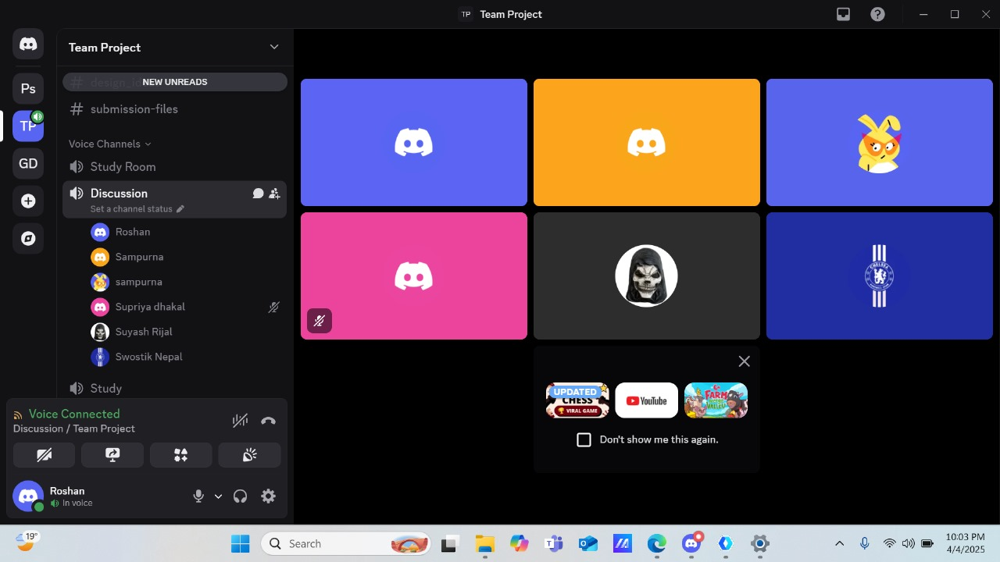 TP Team Project
Team Project
NEW UNREADS
submission-files
Ps
TP
GD
Voice Channels
Study Room
Discussion
Set a channel status
Roshan
Sampurna
sampurna
Supriya dhakal
Suyash Rijal
Swostik Nepal
Study
Voice Connected
Discussion / Team Project
Roshan
In voice
CHELSEA
UPDATED
CHESS
VIRAL GAME
YouTube
FARM
VALLEY
Don't show me this again.
19°
Search
10:03 PM
4/4/2025